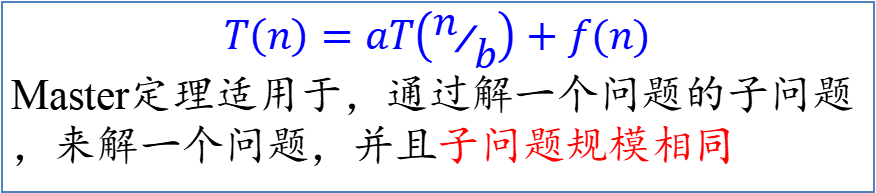 T(n) = aT(n/b) + f(n)
Master定理适用于，通过解一个问题的子问题
，来解一个问题，并且子问题规模相同